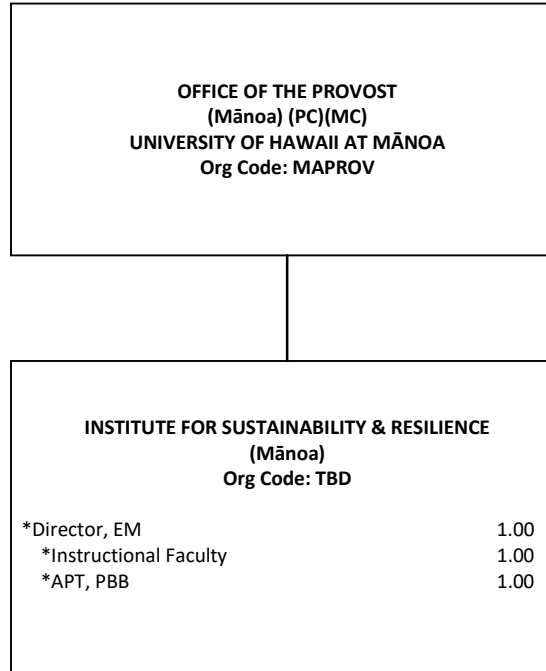 OFFICE OF THE PROVOST
(Mānoa) (PC)(MC)
UNIVERSITY OF HAWAII AT MĀNOA
Org Code: MAPROV
INSTITUTE FOR SUSTAINABILITY & RESILIENCE
(Mānoa)
Org Code: TBD
*Director, EM 1.00
*Instructional Faculty 1.00
*APT, PBB 1.00